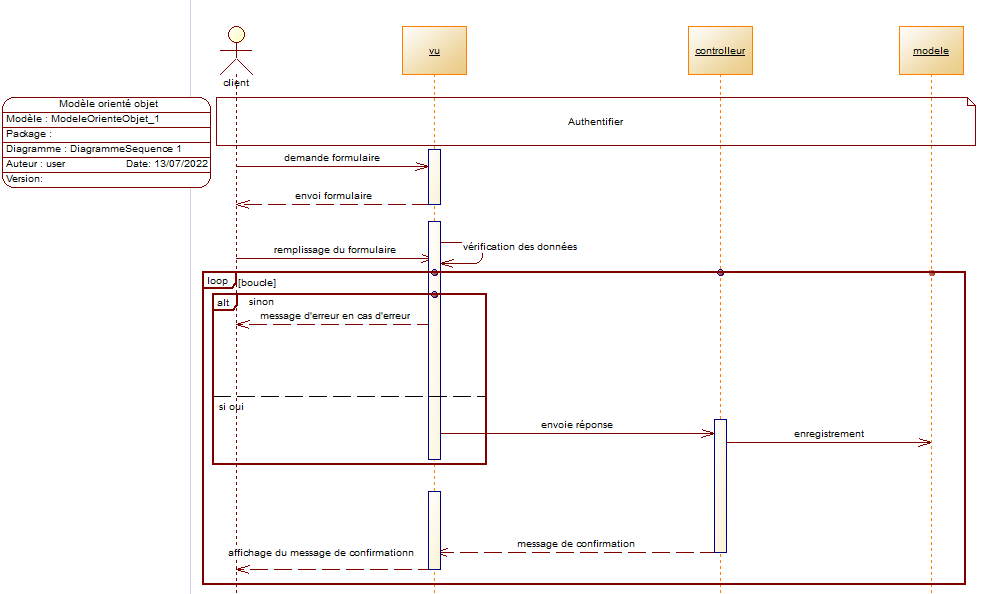 vu
controlleur
modele
client
Modèle orienté objet
Modèle : ModeleOrienteObjet_1
Package :
Diagramme : DiagrammeSequence 1
Auteur : user Date: 13/07/2022
Version:
Authentifier
demande formulaire
envoi formulaire
vérification des données
remplissage du formulaire
loop [boucle]
alt sinon
message d'erreur en cas d'erreur
si oui
envoie réponse
enregistrement
message de confirmation
affichage du message de confirmationn